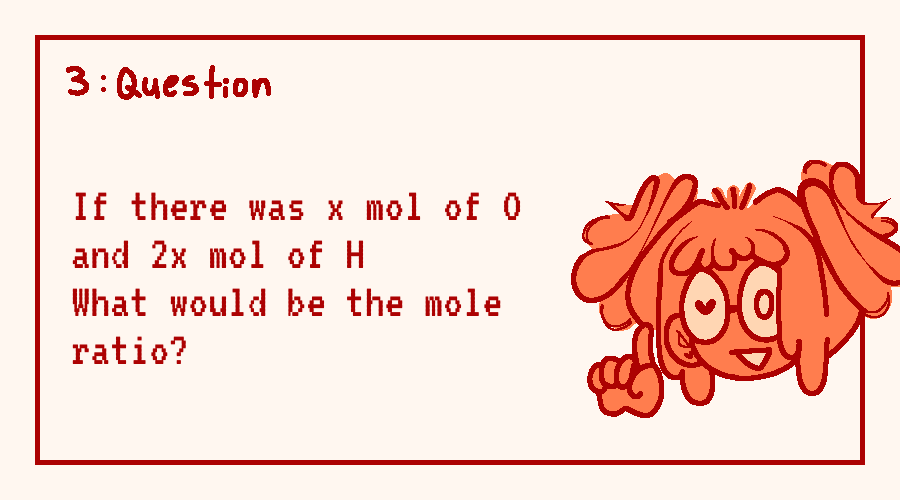 3:Question
If there was x mol of O
and 2x mol of H
What would be the mole
ratio?